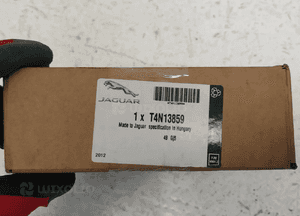 JAGUAR
1 x T4N13859
Made to Jaguar specification in Hungary
2012